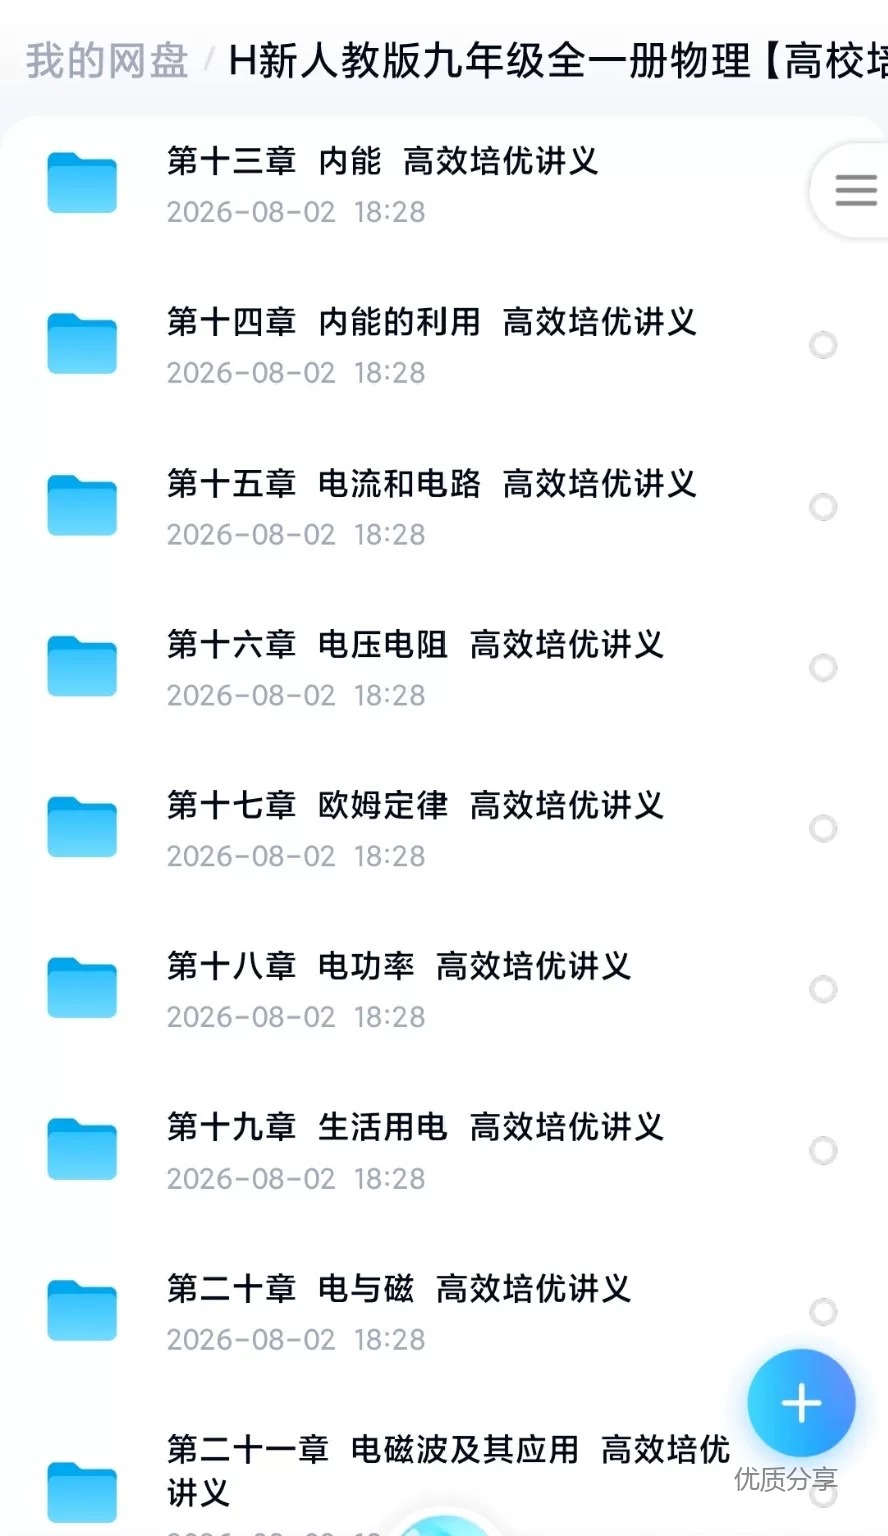 我的网盘 / H新人教版九年级全一册物理【高校培
第十三章 内能 高效培优讲义
2026-08-02 18:28
第十四章 内能的利用 高效培优讲义
2026-08-02 18:28
第十五章 电流和电路 高效培优讲义
2026-08-02 18:28
第十六章 电压电阻 高效培优讲义
2026-08-02 18:28
第十七章 欧姆定律 高效培优讲义
2026-08-02 18:28
第十八章 电功率 高效培优讲义
2026-08-02 18:28
第十九章 生活用电 高效培优讲义
2026-08-02 18:28
第二十章 电与磁 高效培优讲义
2026-08-02 18:28
第二十一章 电磁波及其应用 高效培优
讲义
优质分享